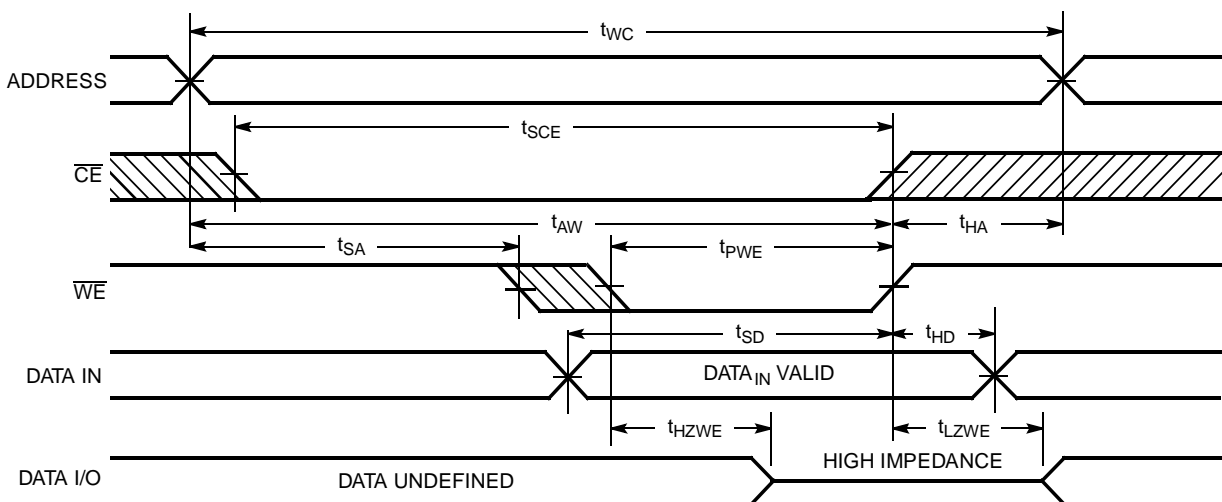 tWC
ADDRESS
tSCE
CE
tAW
tHA
tSA
tPWE
WE
tSD
tHD
DATA IN
DATAIN VALID
tHZWE
tLZWE
DATA I/O
DATA UNDEFINED
HIGH IMPEDANCE